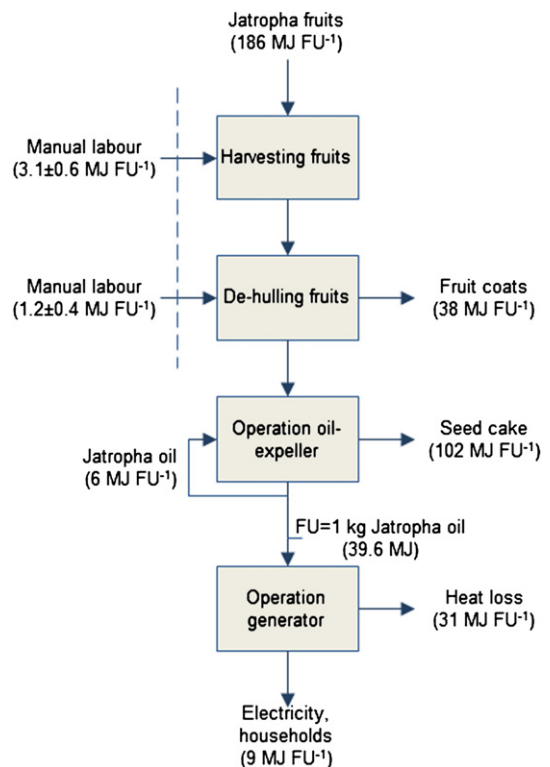 Jatropha fruits
(186 MJ FU⁻¹)
Manual labour
(3.1±0.6 MJ FU⁻¹)
Harvesting fruits
Manual labour
(1.2±0.4 MJ FU⁻¹)
De-hulling fruits
Fruit coats
(38 MJ FU⁻¹)
Operation oil-
expeller
Seed cake
(102 MJ FU⁻¹)
Jatropha oil
(6 MJ FU⁻¹)
FU=1 kg Jatropha oil
(39.6 MJ)
Operation
generator
Heat loss
(31 MJ FU⁻¹)
Electricity,
households
(9 MJ FU⁻¹)